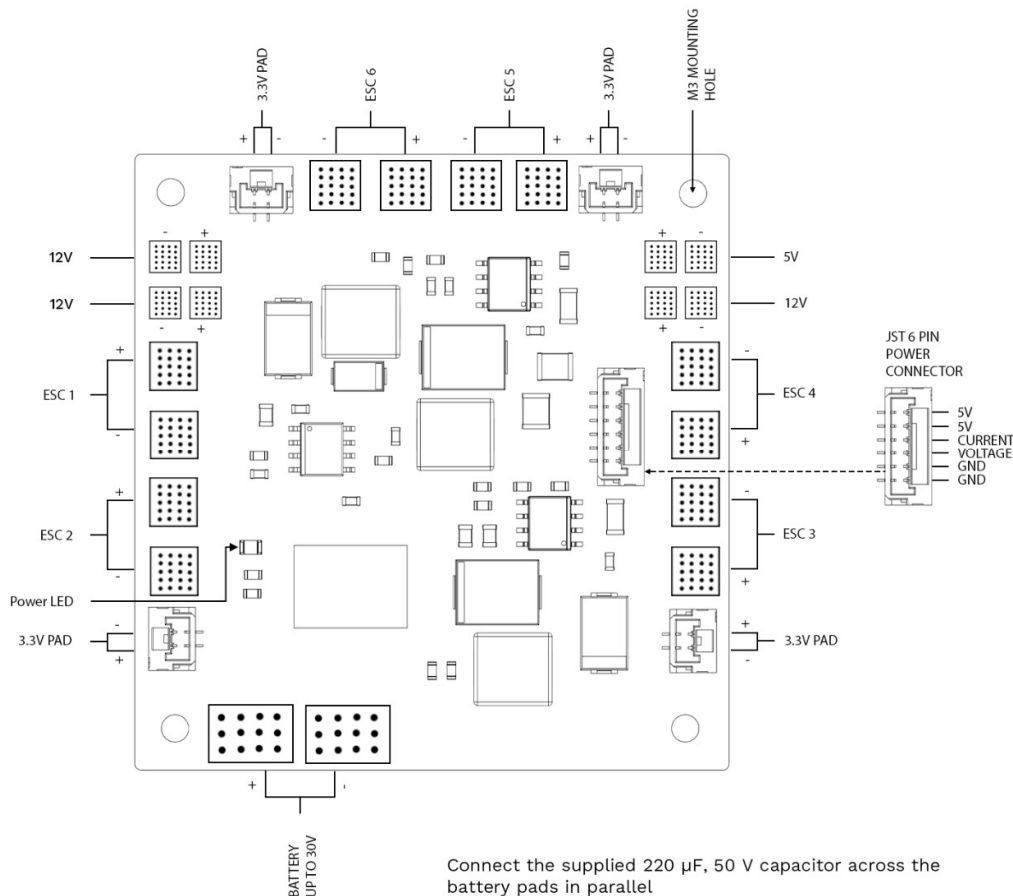 3.3V PAD
ESC 6
ESC 5
3.3V PAD
M3 MOUNTING
HOLE
+ -
- +
- +
+ -
- +
+ -
12V
5V
12V
12V
- +
+ -
JST 6 PIN
POWER
CONNECTOR
5V
5V
CURRENT
VOLTAGE
GND
GND
+
ESC 1
-
-
ESC 4
+
+
ESC 2
-
-
ESC 3
+
Power LED
-
3.3V PAD
+
+
3.3V PAD
-
+ -
BATTERY
UP TO 30V
Connect the supplied 220 µF, 50 V capacitor across the
battery pads in parallel